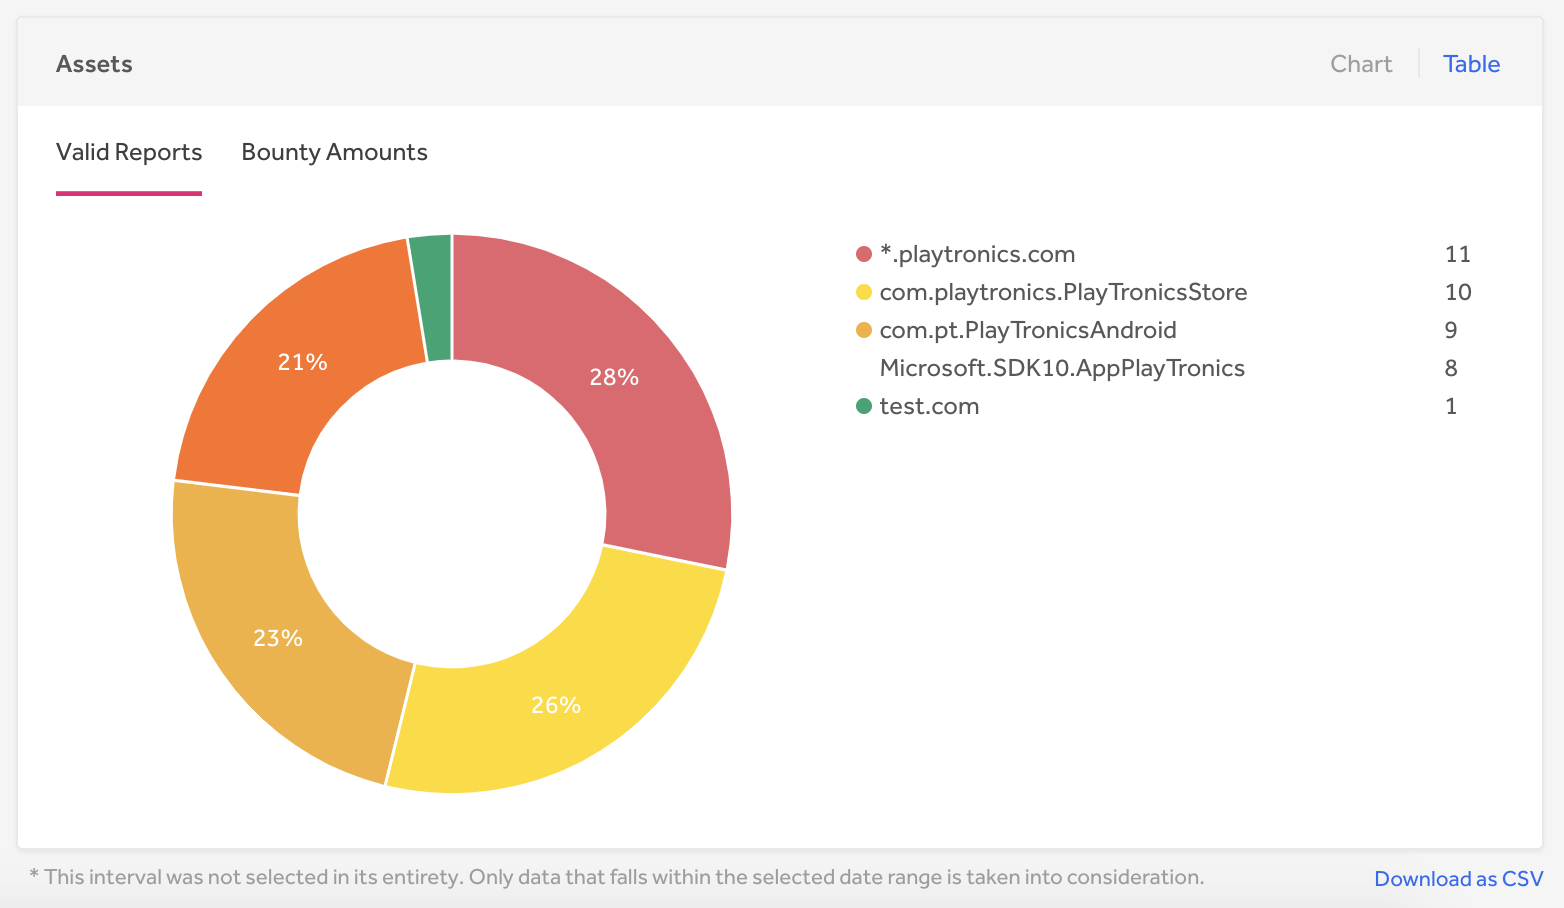 Assets
Chart
Table
Valid Reports
Bounty Amounts
21%
28%
23%
26%
*.playtronics.com 11
com.playtronics.PlayTronicsStore 10
com.pt.PlayTronicsAndroid 9
Microsoft.SDK10.AppPlayTronics 8
test.com 1
* This interval was not selected in its entirety. Only data that falls within the selected date range is taken into consideration.
Download as CSV